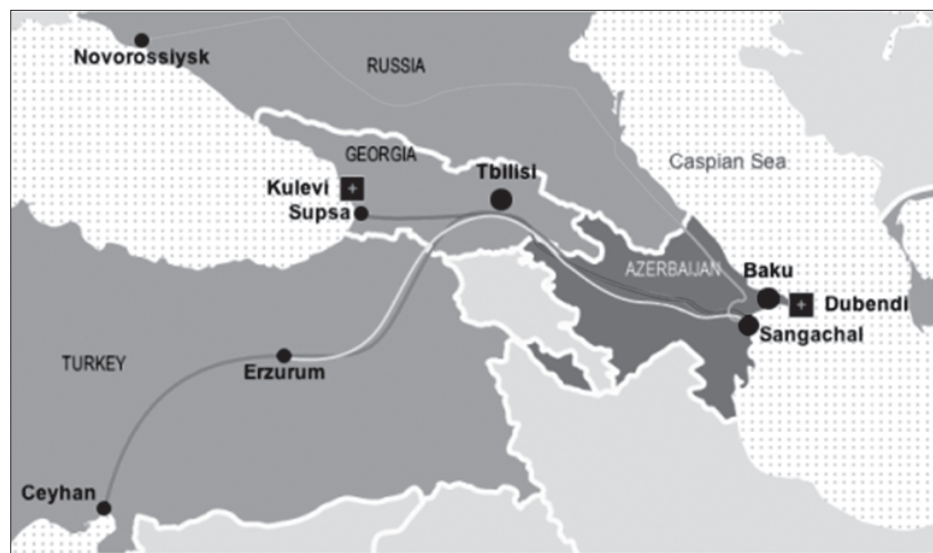 Novorossiysk
RUSSIA
Caspian Sea
GEORGIA
Tbilisi
Kulevi
Supsa
AZERBAIJAN
Baku
Dubendi
Sangachal
TURKEY
Erzurum
Ceyhan